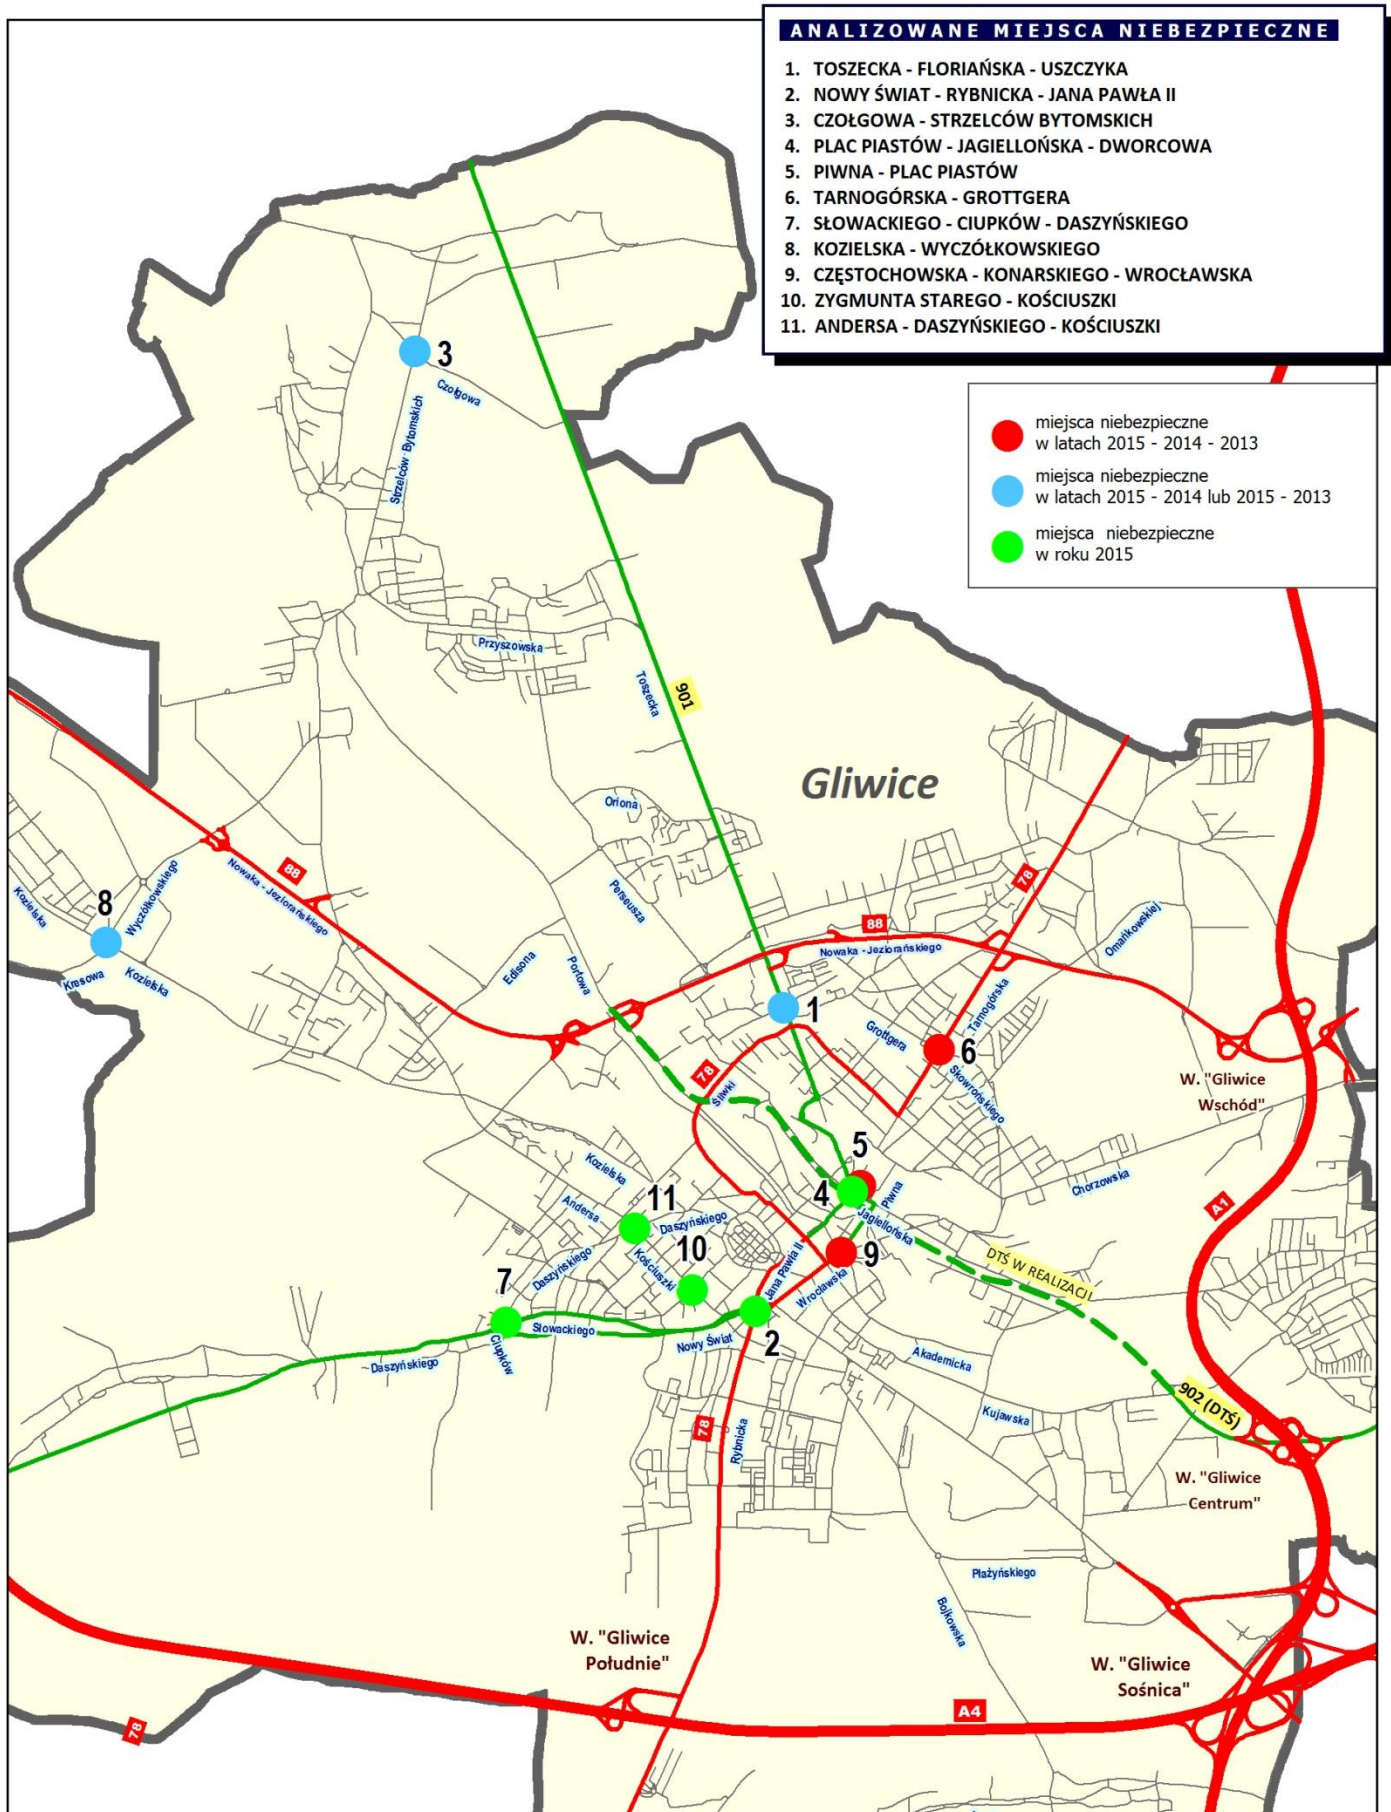 ANALIZOWANE MIEJSCA NIEBEZPIECZNE
1. TOSZECKA - FLORIAŃSKA - USZCZYKA
2. NOWY ŚWIAT - RYBNICKA - JANA PAWŁA II
3. CZOŁGOWA - STRZELCÓW BYTOMSKICH
4. PLAC PIASTÓW - JAGIELLOŃSKA - DWORCOWA
5. PIWNA - PLAC PIASTÓW
6. TARNOGÓRSKA - GROTTGERA
7. SŁOWACKIEGO - CIUPKÓW - DASZYŃSKIEGO
8. KOZIELSKA - WYCZÓŁKOWSKIEGO
9. CZĘSTOCHOWSKA - KONARSKIEGO - WROCŁAWSKA
10. ZYGMUNTA STAREGO - KOŚCIUSZKI
11. ANDERSA - DASZYŃSKIEGO - KOŚCIUSZKI
miejsca niebezpieczne
w latach 2015 - 2014 - 2013
miejsca niebezpieczne
w latach 2015 - 2014 lub 2015 - 2013
miejsca niebezpieczne
w roku 2015
3
Czołgowa
Strzelców Bytomskich
Przyszowska
Toszecka
901
Gliwice
Oriona
88
Nowaka - Jeziorańskiego
78
Perseusza
8
Wyczółkowskiego
Kozielska
Kresowa
Kozielska
Edisona
Portowa
88
Nowaka - Jeziorańskiego
Omańkowskiej
1
Grottgera
Tarnogórska
6
Skowrońskiego
78
Śliwki
W. "Gliwice
Wschód"
5
4
Piwna
Jagiellońska
Chorzowska
A1
Kozielska
Andersa
11
Daszyńskiego
10
Kościuszki
Daszyńskiego
9
Jana Pawła II
Wrocławska
DTŚ W REALIZACJI
7
Słowackiego
Ciupków
Daszyńskiego
Nowy Świat
2
Akademicka
Kujawska
902 (DTŚ)
78
Rybnicka
W. "Gliwice
Centrum"
Płażyńskiego
Bojkowska
W. "Gliwice
Południe"
W. "Gliwice
Sośnica"
A4
78